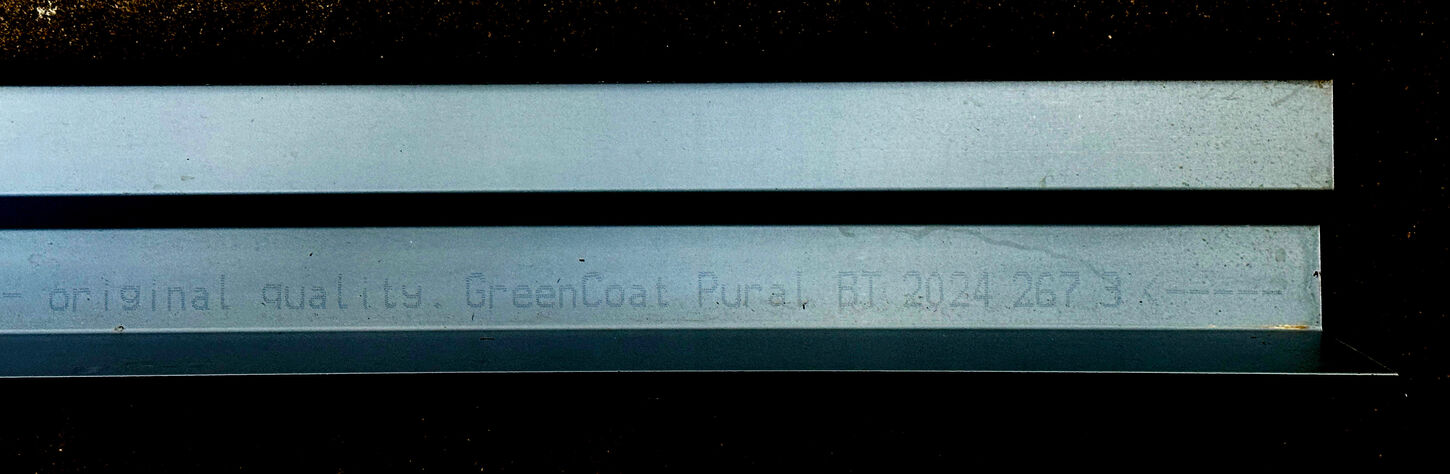 - original quality. GreenCoat Pural BT 2024 267 3 <-----